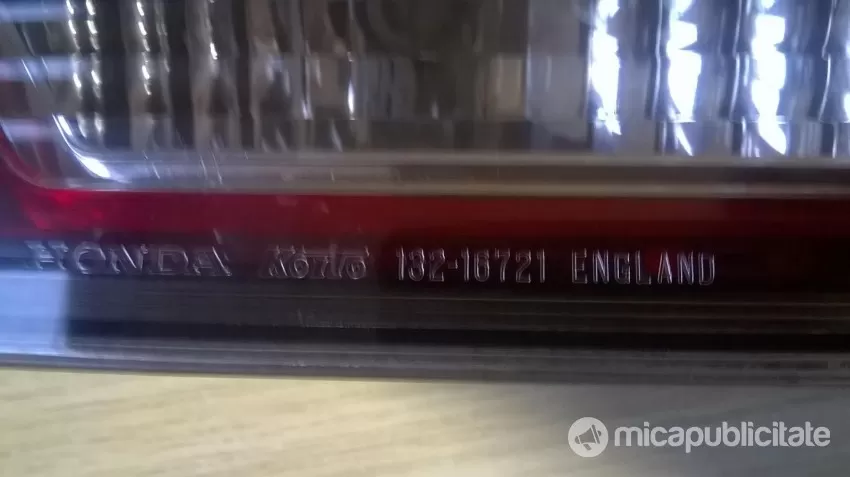 HONDA KOITO 132-16721 ENGLAND
micapublicitate